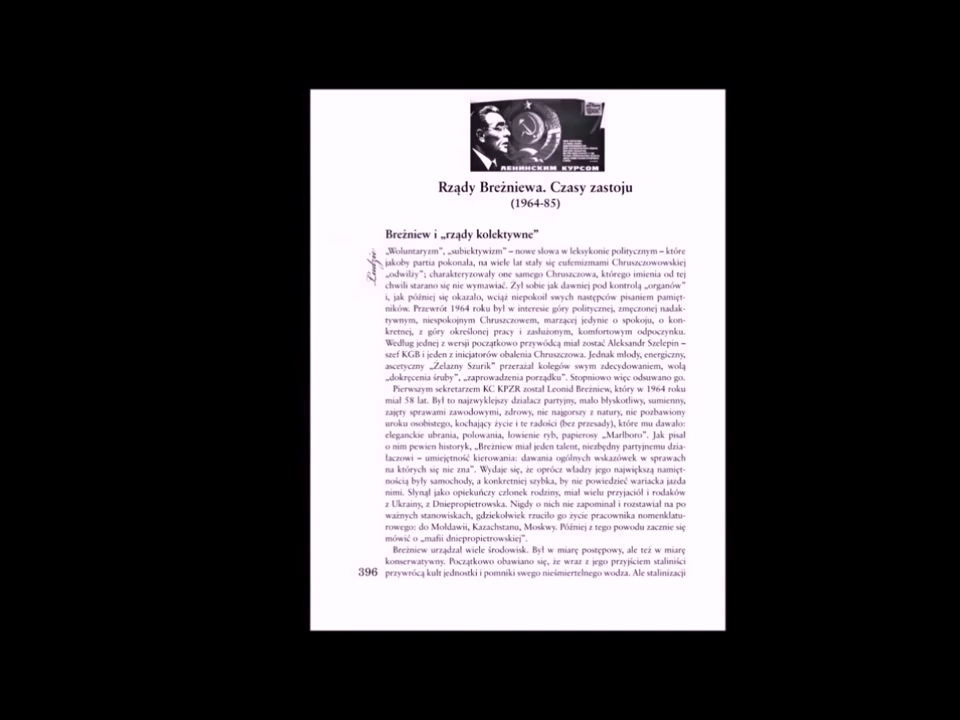 ЛЕНИНСКИМ КУРСОМ
Rządy Breżniewa. Czasy zastoju
(1964-85)
Breżniew i „rządy kolektywne”
Ludzie
„Woluntaryzm”, „subiektywizm” – nowe słowa w leksykonie politycznym – które
jakoby partia pokonała, na wiele lat stały się eufemizmami Chruszczowowskiej
„odwilży”; charakteryzowały one samego Chruszczowa, którego imienia od tej
chwili starano się nie wymawiać. Żył sobie jak dawniej pod kontrolą „organów”
i, jak później się okazało, wciąż niepokoił swych następców pisaniem pamięt-
ników. Przewrót 1964 roku był w interesie góry politycznej, zmęczonej nadak-
tywnym, niespokojnym Chruszczowem, marzącej jedynie o spokoju, o kon-
kretnej, z góry określonej pracy i zasłużonym, komfortowym odpoczynku.
Według jednej z wersji początkowo przywódcą miał zostać Aleksandr Szelepin –
szef KGB i jeden z inicjatorów obalenia Chruszczowa. Jednak młody, energiczny,
ascetyczny „Żelazny Szurik” przerażał kolegów swym zdecydowaniem, wolą
„dokręcenia śruby”, „zaprowadzenia porządku”. Stopniowo więc odsuwano go.
Pierwszym sekretarzem KC KPZR został Leonid Breżniew, który w 1964 roku
miał 58 lat. Był to najzwyklejszy działacz partyjny, mało błyskotliwy, sumienny,
zajęty sprawami zawodowymi, zdrowy, nie najgorszy z natury, nie pozbawiony
uroku osobistego, kochający życie i te radości (bez przesady), które mu dawało:
eleganckie ubrania, polowania, łowienie ryb, papierosy „Marlboro”. Jak pisał
o nim pewien historyk, „Breżniew miał jeden talent, niezbędny partyjnemu dzia-
łaczowi – umiejętność kierowania: dawania ogólnych wskazówek w sprawach
na których się nie zna”. Wydaje się, że oprócz władzy jego największą namięt-
nością były samochody, a konkretniej szybka, by nie powiedzieć wariacka jazda
nimi. Słynął jako opiekuńczy członek rodziny, miał wielu przyjaciół i rodaków
z Ukrainy, z Dniepropietrowska. Nigdy o nich nie zapominał i rozstawiał na po
ważnych stanowiskach, gdziekolwiek rzuciło go życie pracownika nomenklatu-
rowego: do Mołdawii, Kazachstanu, Moskwy. Później z tego powodu zacznie się
mówić o „mafii dniepropietrowskiej”.
Breżniew urządzał wiele środowisk. Był w miarę postępowy, ale też w miarę
konserwatywny. Początkowo obawiano się, że wraz z jego przyjściem staliniści
przywrócą kult jednostki i pomniki swego nieśmiertelnego wodza. Ale stalinizacji
396